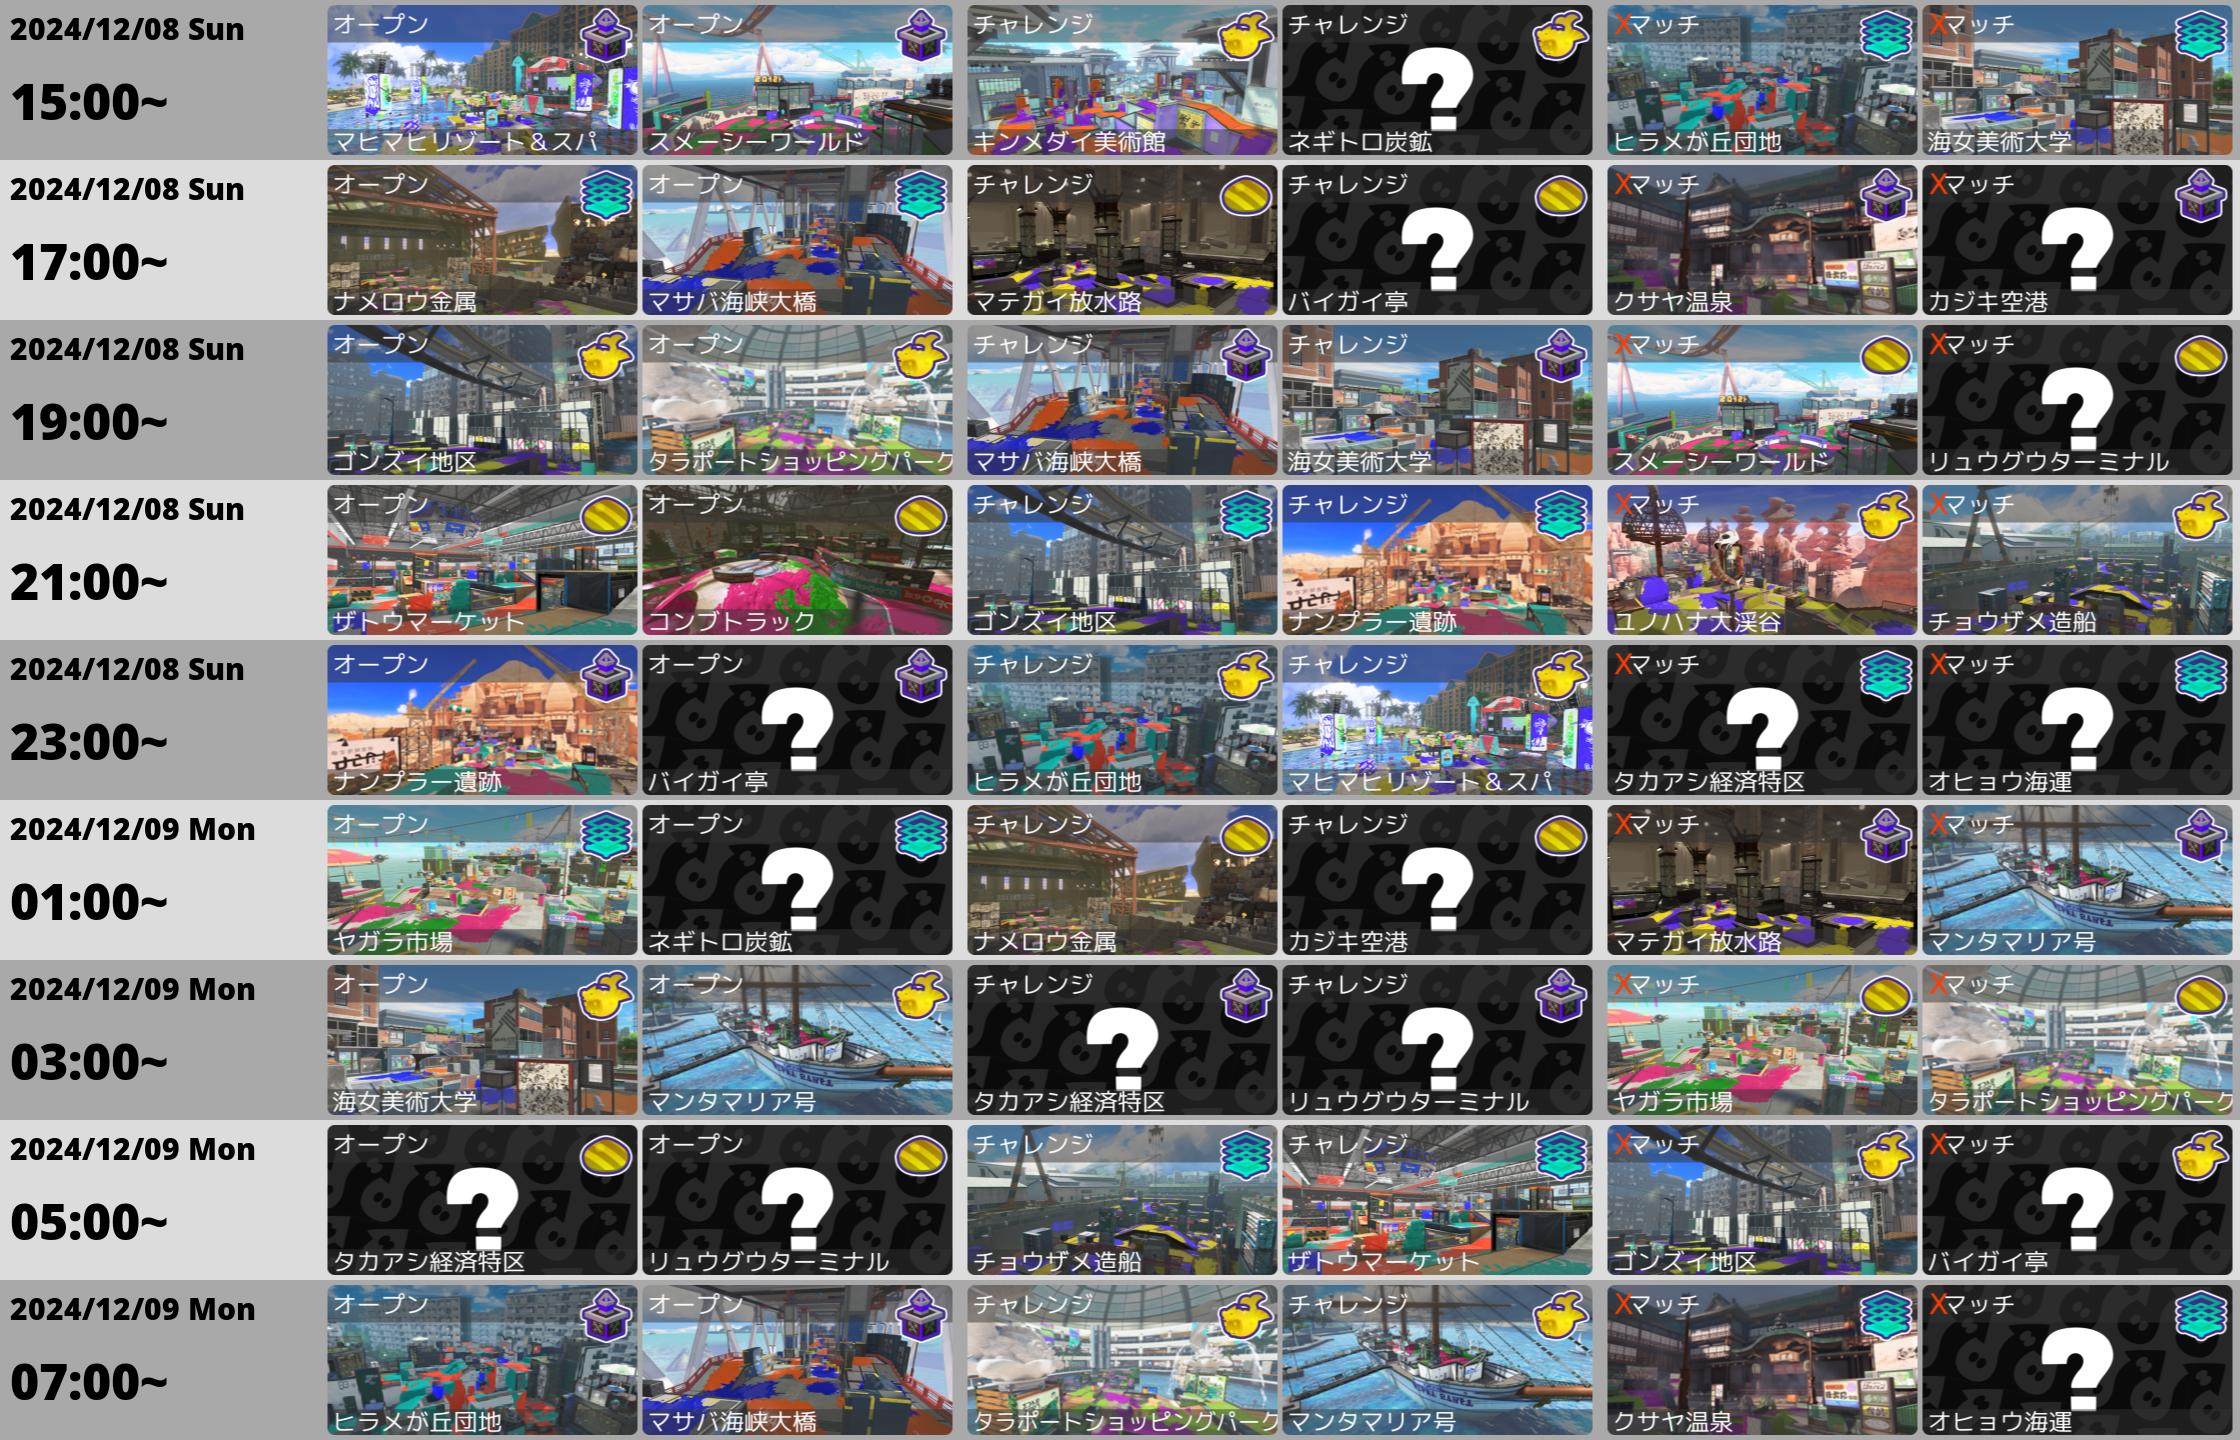 2024/12/08 Sun
15:00~
オープン
マヒマヒリゾート＆スパ
オープン
スメーシーワールド
チャレンジ
キンメダイ美術館
チャレンジ
ネギトロ炭鉱
Xマッチ
ヒラメが丘団地
Xマッチ
海女美術大学
2024/12/08 Sun
17:00~
オープン
ナメロウ金属
オープン
マサバ海峡大橋
チャレンジ
マテガイ放水路
チャレンジ
バイガイ亭
Xマッチ
クサヤ温泉
Xマッチ
カジキ空港
2024/12/08 Sun
19:00~
オープン
ゴンズイ地区
オープン
タラポートショッピングパーク
チャレンジ
マサバ海峡大橋
チャレンジ
海女美術大学
Xマッチ
スメーシーワールド
Xマッチ
リュウグウターミナル
2024/12/08 Sun
21:00~
オープン
ザトウマーケット
オープン
コンブトラック
チャレンジ
ゴンズイ地区
チャレンジ
ナンプラー遺跡
Xマッチ
ユノハナ大渓谷
Xマッチ
チョウザメ造船
2024/12/08 Sun
23:00~
オープン
ナンプラー遺跡
オープン
バイガイ亭
チャレンジ
ヒラメが丘団地
チャレンジ
マヒマヒリゾート＆スパ
Xマッチ
タカアシ経済特区
Xマッチ
オヒョウ海運
2024/12/09 Mon
01:00~
オープン
ヤガラ市場
オープン
ネギトロ炭鉱
チャレンジ
ナメロウ金属
チャレンジ
カジキ空港
Xマッチ
マテガイ放水路
Xマッチ
マンタマリア号
2024/12/09 Mon
03:00~
オープン
海女美術大学
オープン
マンタマリア号
チャレンジ
タカアシ経済特区
チャレンジ
リュウグウターミナル
Xマッチ
ヤガラ市場
Xマッチ
タラポートショッピングパーク
2024/12/09 Mon
05:00~
オープン
タカアシ経済特区
オープン
リュウグウターミナル
チャレンジ
チョウザメ造船
チャレンジ
ザトウマーケット
Xマッチ
ゴンズイ地区
Xマッチ
バイガイ亭
2024/12/09 Mon
07:00~
オープン
ヒラメが丘団地
オープン
マサバ海峡大橋
チャレンジ
タラポートショッピングパーク
チャレンジ
マンタマリア号
Xマッチ
クサヤ温泉
Xマッチ
オヒョウ海運